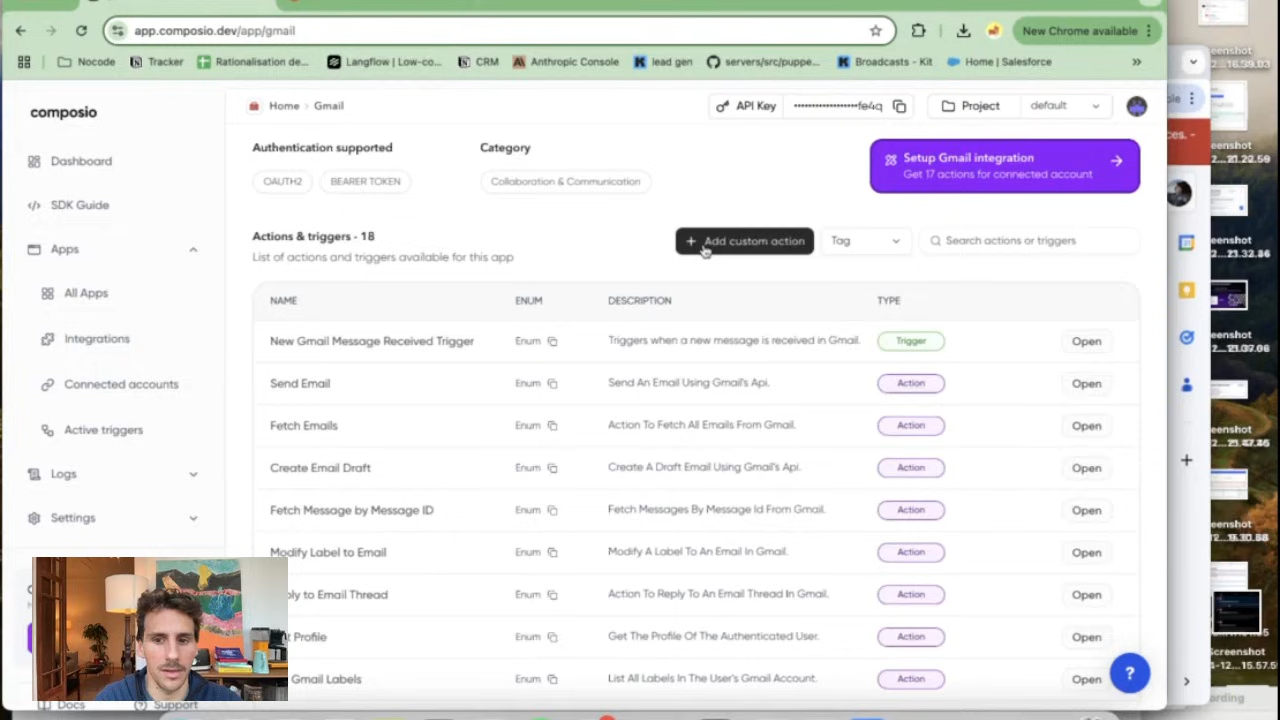 app.composio.dev/app/gmail
New Chrome available
Nocode
Tracker
Rationalisation de...
Langflow | Low-co...
CRM
Anthropic Console
lead gen
servers/src/puppe...
Broadcasts - Kit
Home | Salesforce
»
composio
Home › Gmail
API Key
••••••••••••••••••fe4q
Project
default
Dashboard
SDK Guide
Apps
All Apps
Integrations
Connected accounts
Active triggers
Logs
Settings
Docs
Support
Authentication supported
Category
OAUTH2
BEARER TOKEN
Collaboration & Communication
Setup Gmail integration
Get 17 actions for connected account
Actions & triggers - 18
List of actions and triggers available for this app
+ Add custom action
Tag
Search actions or triggers
NAME ENUM DESCRIPTION TYPE
New Gmail Message Received Trigger Enum Triggers when a new message is received in Gmail. Trigger Open
Send Email Enum Send An Email Using Gmail's Api. Action Open
Fetch Emails Enum Action To Fetch All Emails From Gmail. Action Open
Create Email Draft Enum Create A Draft Email Using Gmail's Api. Action Open
Fetch Message by Message ID Enum Fetch Messages By Message Id From Gmail. Action Open
Modify Label to Email Enum Modify A Label To An Email In Gmail. Action Open
ply to Email Thread Enum Action To Reply To An Email Thread In Gmail. Action Open
t Profile Enum Get The Profile Of The Authenticated User. Action Open
Gmail Labels Enum List All Labels In The User's Gmail Account. Action Open
?